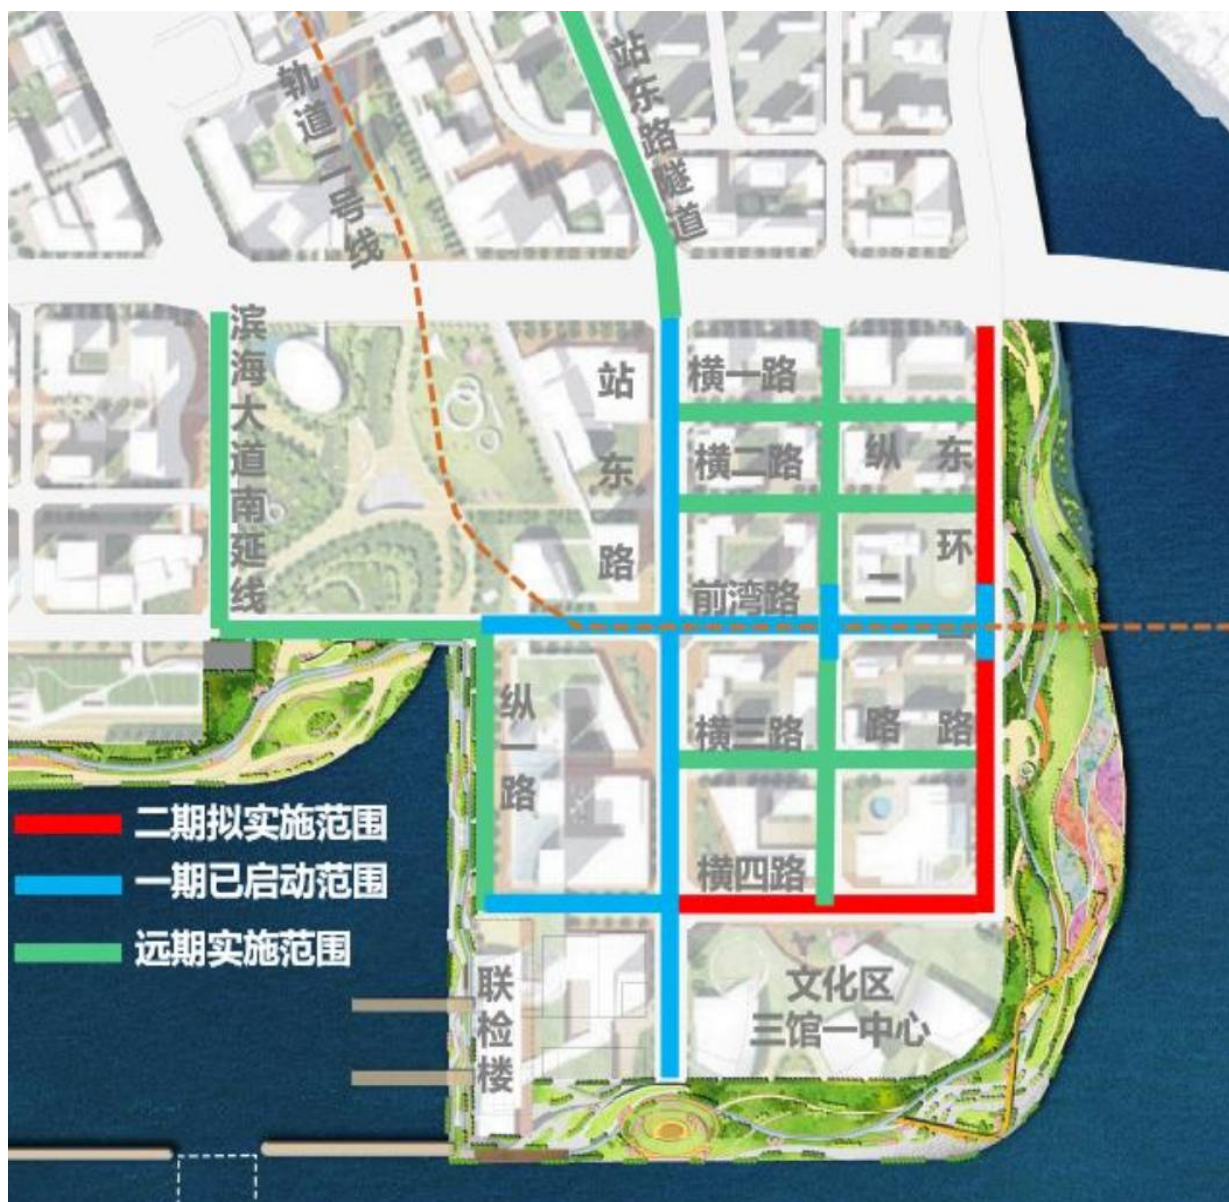 轨道二号线
站东路隧道
滨海大道南延线
站东路
横一路
横二路
纵二路
东环路
前湾路
纵一路
横三路
横四路
二期拟实施范围
一期已启动范围
远期实施范围
联检楼
文化区
三馆一中心